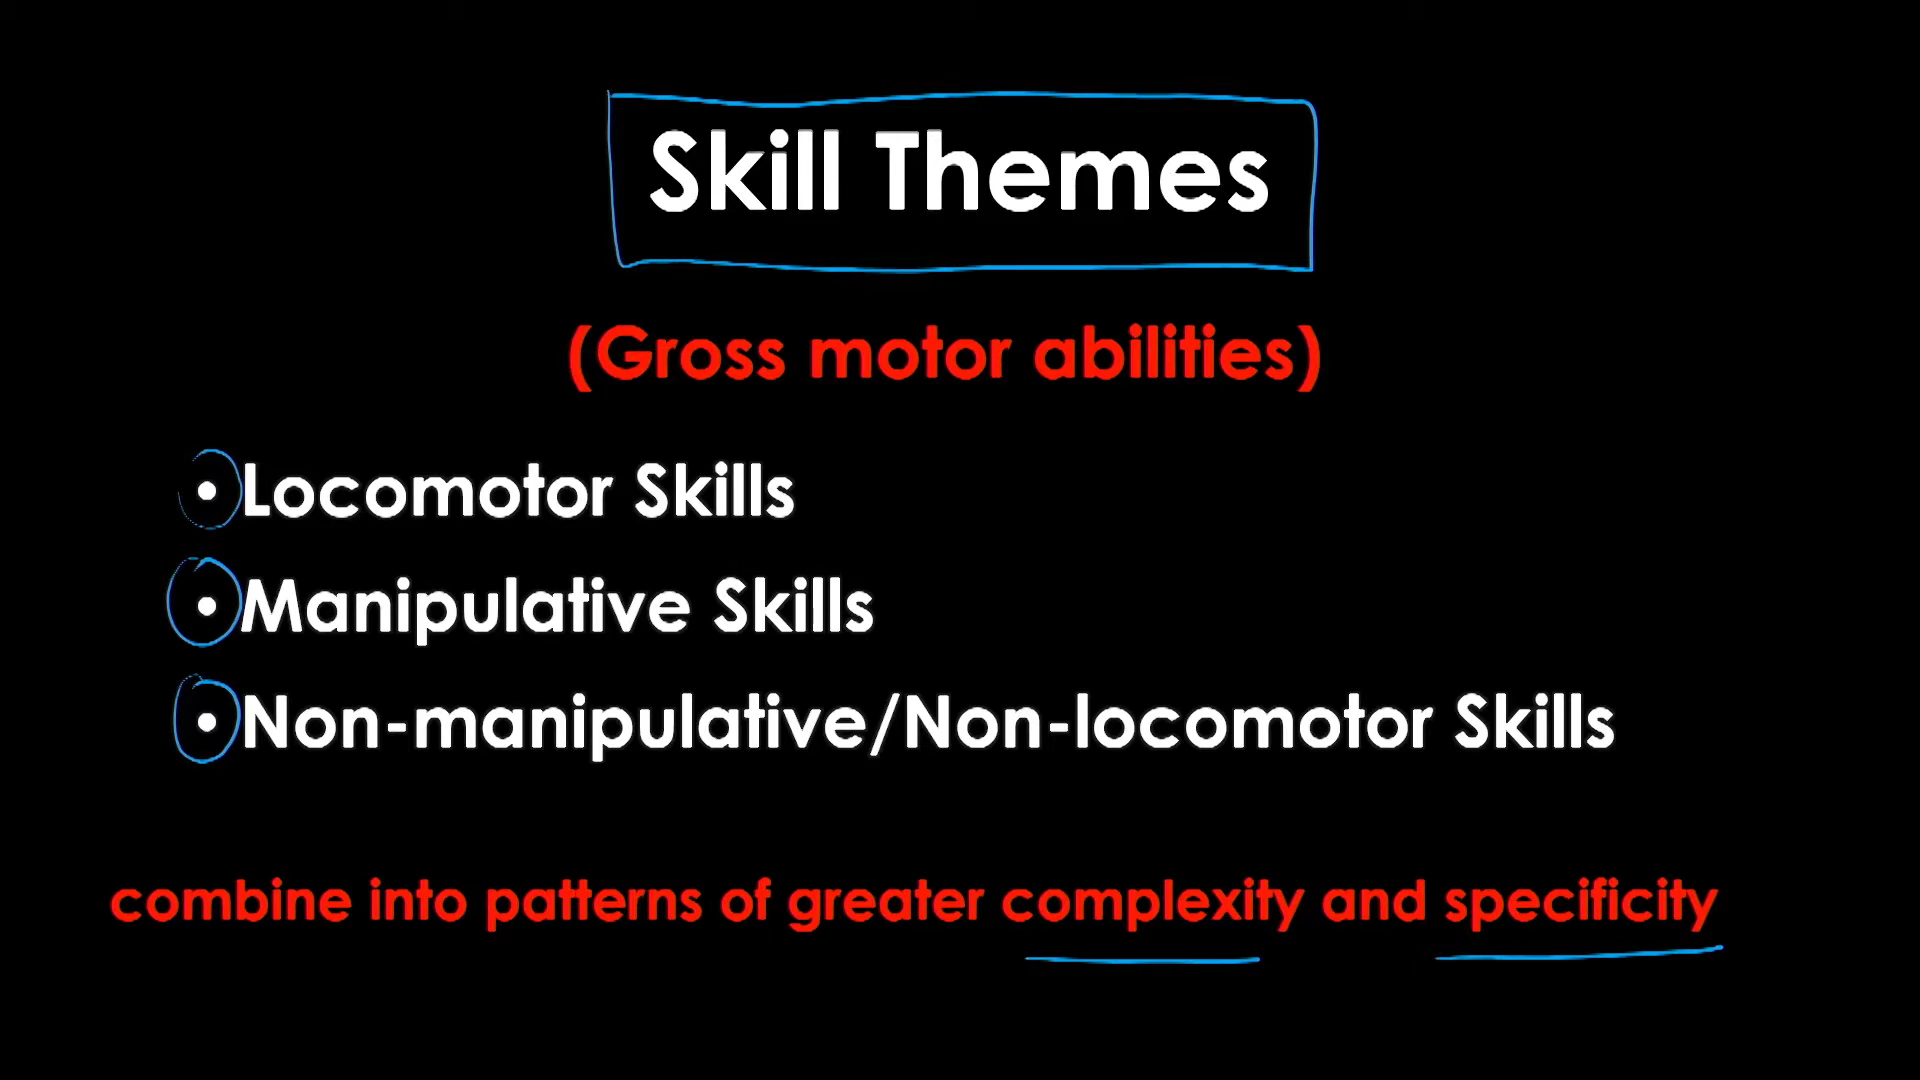 Skill Themes
(Gross motor abilities)
• Locomotor Skills
• Manipulative Skills
• Non-manipulative/Non-locomotor Skills
combine into patterns of greater complexity and specificity